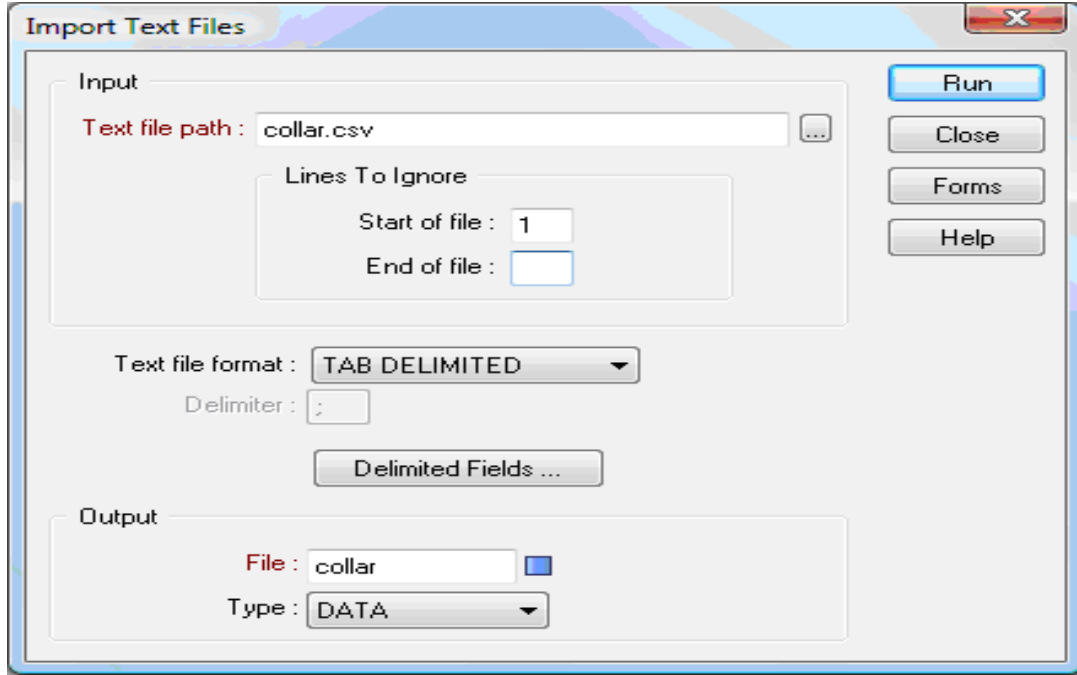 Import Text Files
Input
Run
Text file path : collar.csv ...
Close
Lines To Ignore
Forms
Start of file : 1
Help
End of file :
Text file format : TAB DELIMITED
Delimiter : ;
Delimited Fields ...
Output
File : collar
Type : DATA